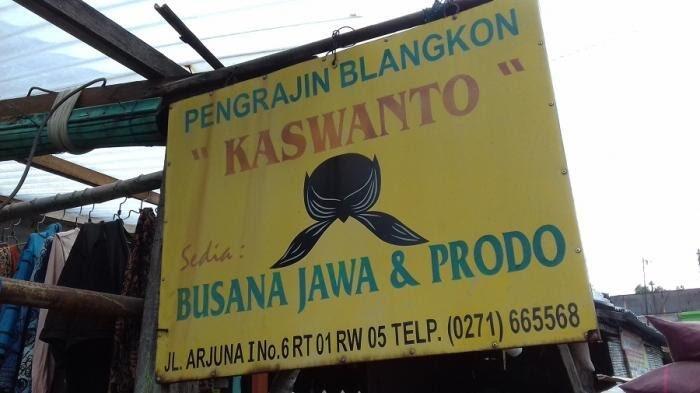 PENGRAJIN BLANGKON
" KASWANTO "
Sedia :
BUSANA JAWA & PRODO
JL. ARJUNA I No.6 RT 01 RW 05 TELP. (0271) 665568